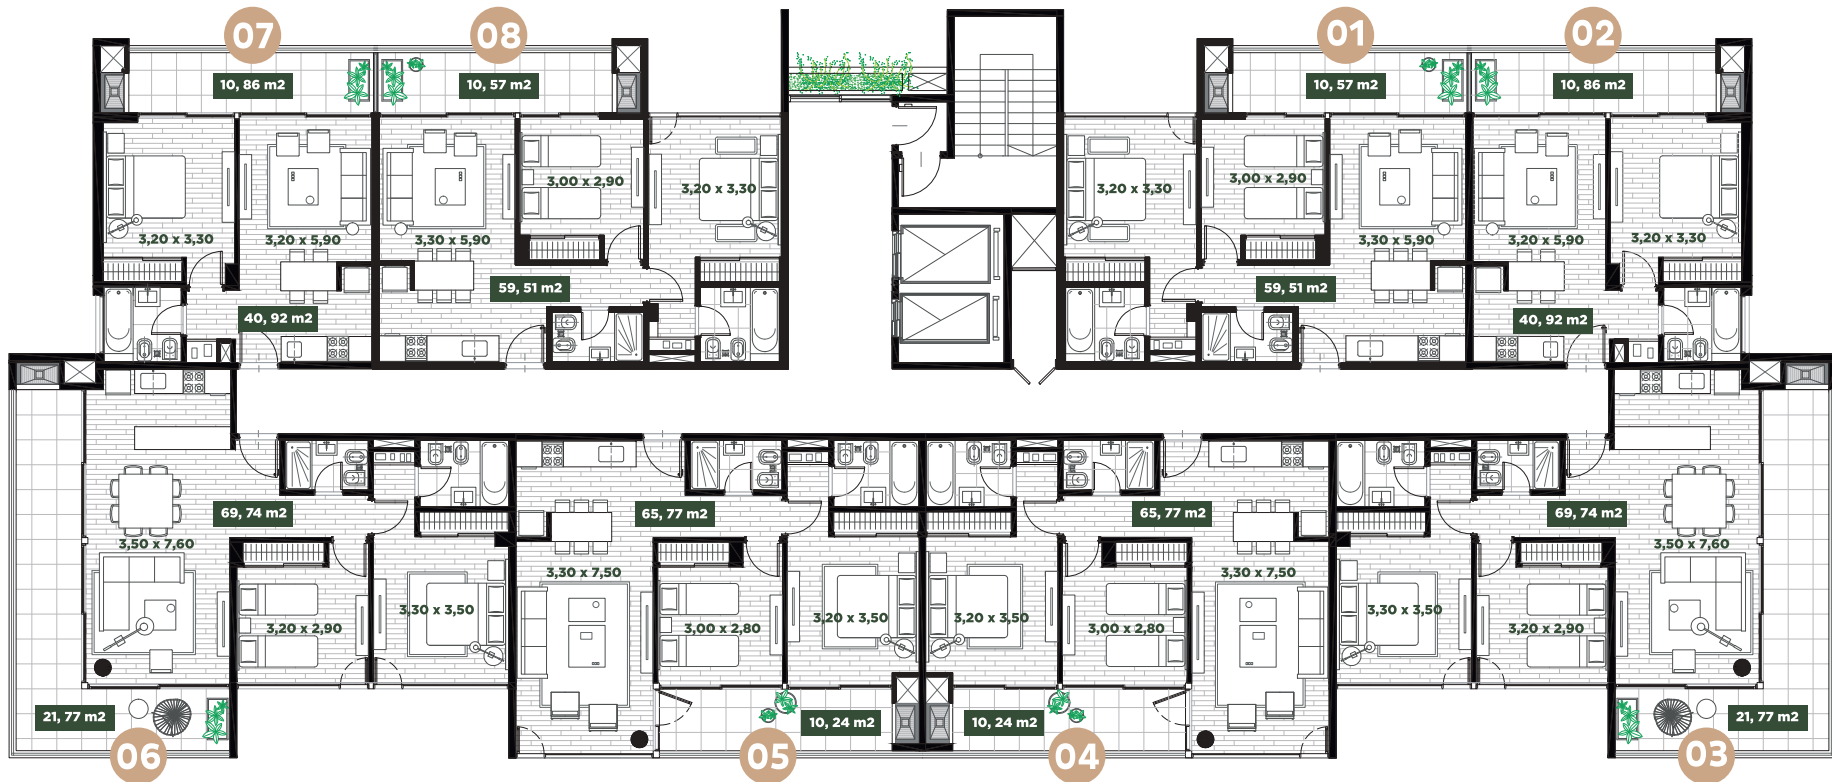 07
08
01
02
10, 86 m2
10, 57 m2
10, 57 m2
10, 86 m2
3,00 x 2,90
3,20 x 3,30
3,20 x 3,30
3,00 x 2,90
3,20 x 3,30
3,20 x 5,90
3,30 x 5,90
3,30 x 5,90
3,20 x 5,90
3,20 x 3,30
59, 51 m2
59, 51 m2
40, 92 m2
40, 92 m2
69, 74 m2
65, 77 m2
65, 77 m2
69, 74 m2
3,50 x 7,60
3,50 x 7,60
3,30 x 7,50
3,30 x 7,50
3,30 x 3,50
3,20 x 3,50
3,20 x 3,50
3,30 x 3,50
3,20 x 2,90
3,00 x 2,80
3,00 x 2,80
3,20 x 2,90
21, 77 m2
10, 24 m2
10, 24 m2
21, 77 m2
06
05
04
03